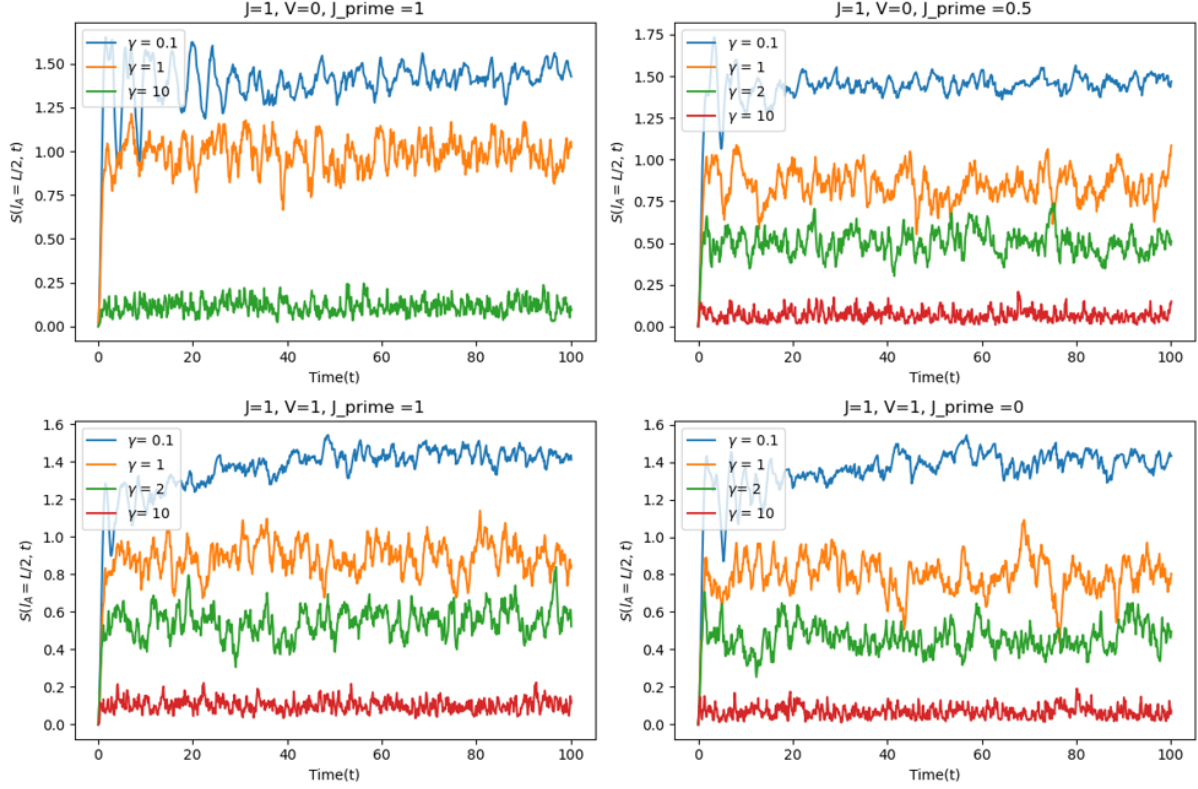 J=1, V=0, J_prime =1
γ = 0.1
γ = 1
γ= 10
1.50
1.25
1.00
0.75
0.50
0.25
0.00
S(l_A = L/2, t)
0 20 40 60 80 100
Time(t)
J=1, V=0, J_prime =0.5
γ = 0.1
γ = 1
γ = 2
γ = 10
1.75
1.50
1.25
1.00
0.75
0.50
0.25
0.00
S(l_A = L/2, t)
0 20 40 60 80 100
Time(t)
J=1, V=1, J_prime =1
γ= 0.1
γ = 1
γ = 2
γ= 10
1.6
1.4
1.2
1.0
0.8
0.6
0.4
0.2
0.0
S(l_A = L/2, t)
0 20 40 60 80 100
Time(t)
J=1, V=1, J_prime =0
γ = 0.1
γ = 1
γ= 2
γ = 10
1.6
1.4
1.2
1.0
0.8
0.6
0.4
0.2
0.0
S(l_A = L/2, t)
0 20 40 60 80 100
Time(t)